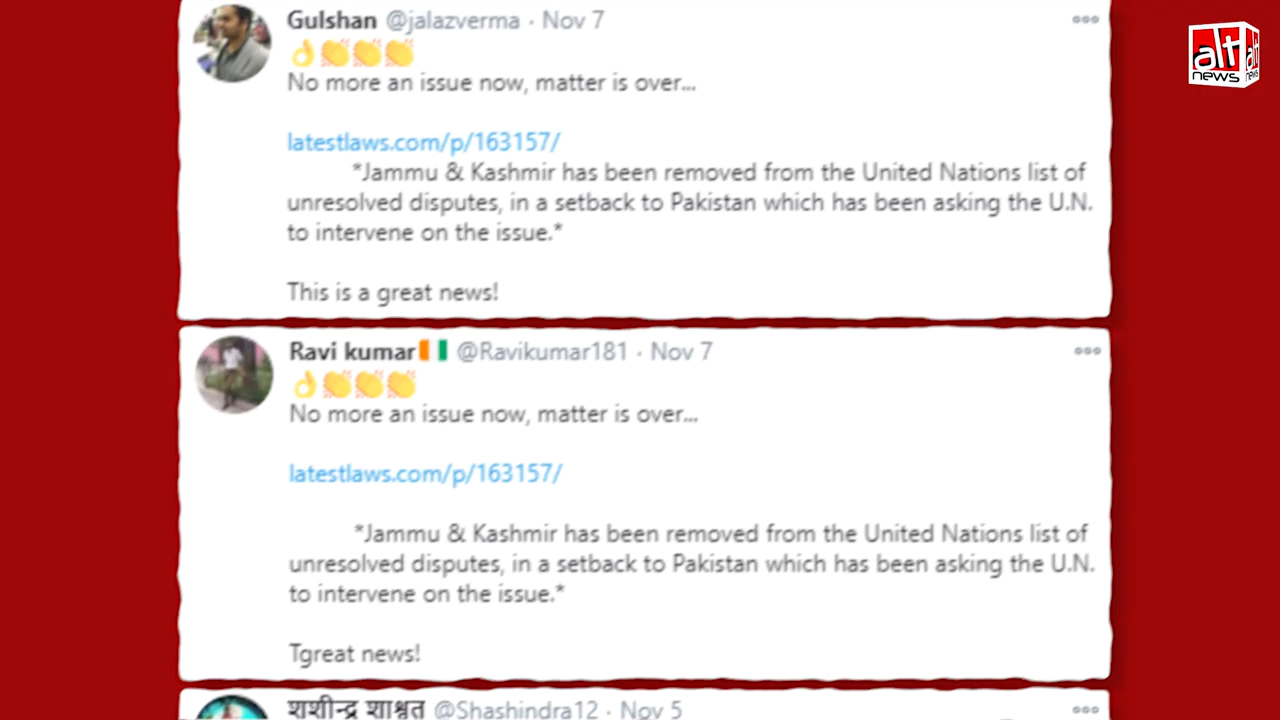 Gulshan @jalazverma · Nov 7
👌👏👏👏
No more an issue now, matter is over...
latestlaws.com/p/163157/
*Jammu & Kashmir has been removed from the United Nations list of
unresolved disputes, in a setback to Pakistan which has been asking the U.N.
to intervene on the issue.*
This is a great news!
Ravi kumar🇨🇮 @Ravikumar181 · Nov 7
👌👏👏👏
No more an issue now, matter is over...
latestlaws.com/p/163157/
*Jammu & Kashmir has been removed from the United Nations list of
unresolved disputes, in a setback to Pakistan which has been asking the U.N.
to intervene on the issue.*
Tgreat news!
शशीन्द्र शाश्वत @Shashindra12 · Nov 5
alt
news